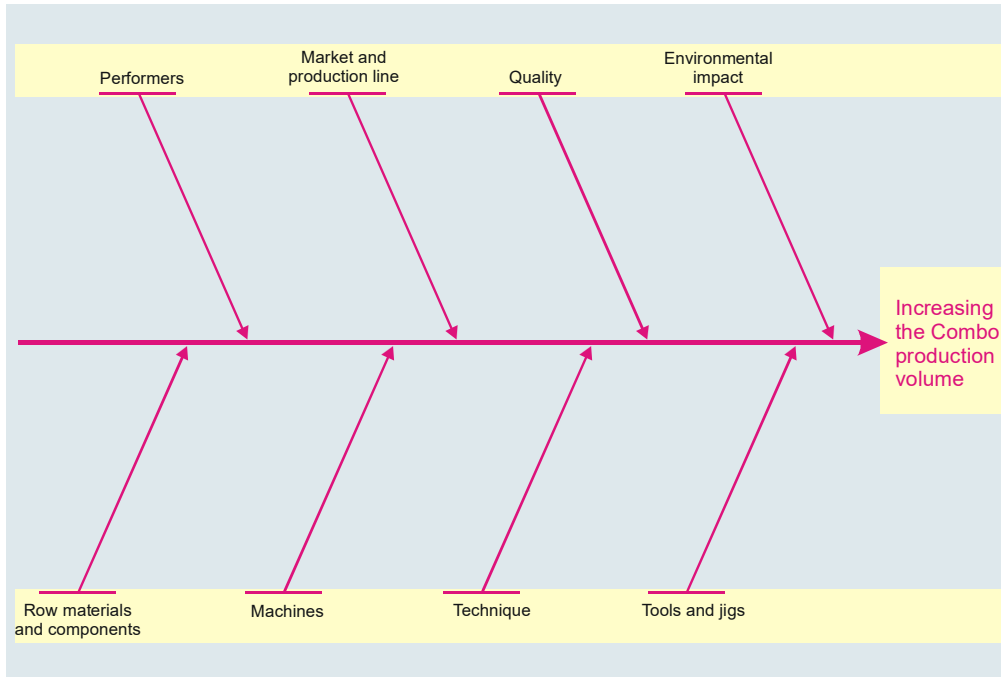 Performers
Market and
production line
Quality
Environmental
impact
Increasing
the Combo
production
volume
Row materials
and components
Machines
Technique
Tools and jigs